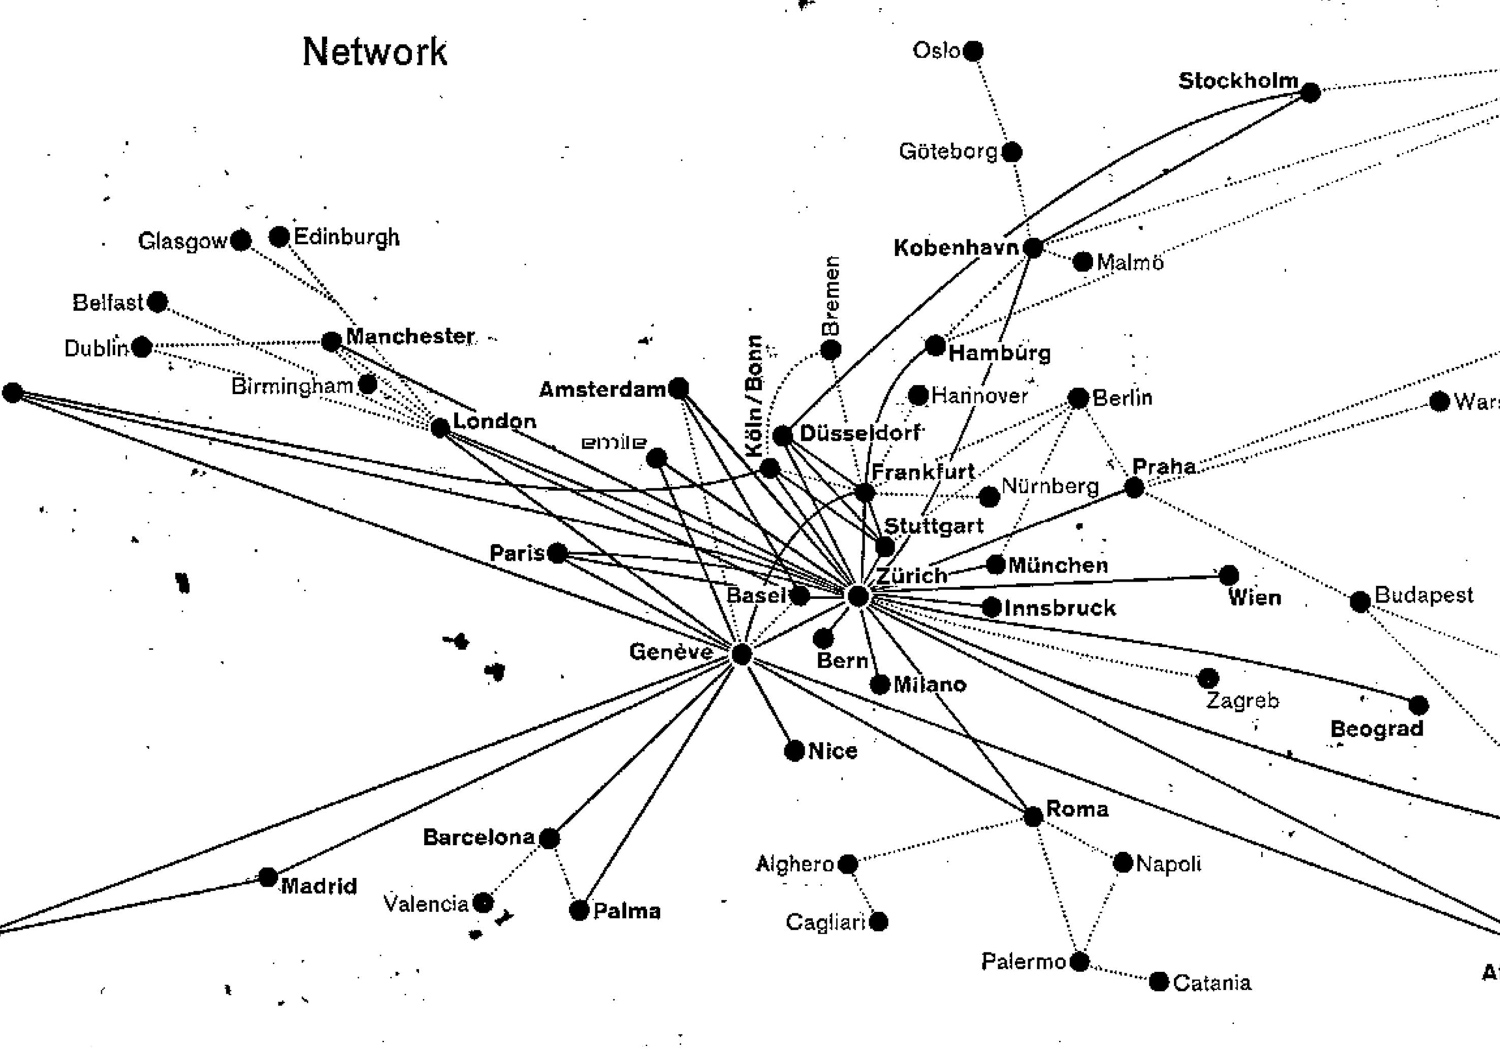 Network
Oslo
Stockholm
Göteborg
Glasgow
Edinburgh
Kobenhavn
Malmö
Belfast
Bremen
Dublin
Manchester
Hamburg
Birmingham
Köln/Bonn
Amsterdam
Hannover
Berlin
Wars
London
emile
Düsseldorf
Frankfurt
Praha
Nürnberg
Stuttgart
Paris
Zürich
München
Basel
Wien
Innsbruck
Budapest
Genève
Bern
Milano
Zagreb
Beograd
Nice
Roma
Barcelona
Alghero
Napoli
Madrid
Valencia
Palma
Cagliari
Palermo
Catania